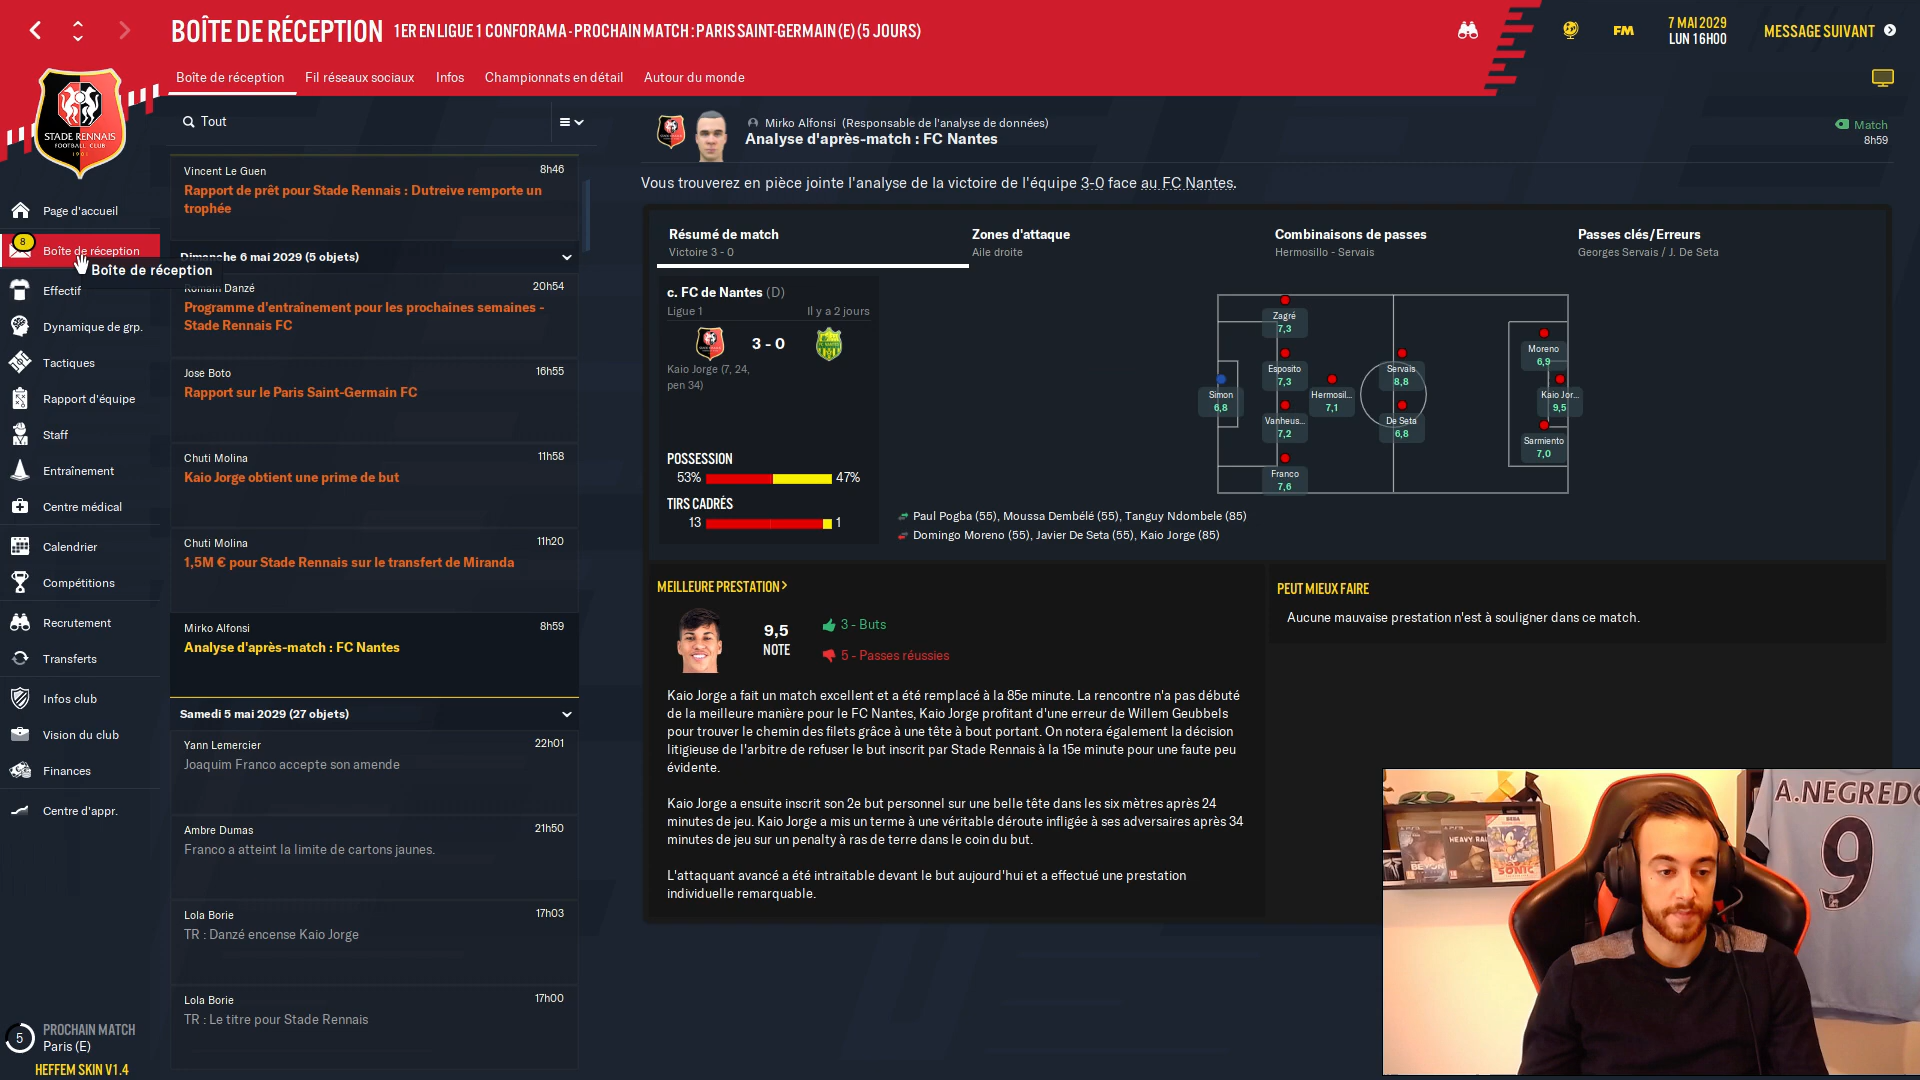 BOÎTE DE RÉCEPTION
1ER EN LIGUE 1 CONFORAMA - PROCHAIN MATCH : PARIS SAINT-GERMAIN (E) (5 JOURS)
FM
7 MAI 2029
LUN 16H00
MESSAGE SUIVANT
Boîte de réception
Fil réseaux sociaux
Infos
Championnats en détail
Autour du monde
STADE RENNAIS
FOOTBALL CLUB
1901
Page d'accueil
8
Boîte de réception
Boîte de réception
Effectif
Dynamique de grp.
Tactiques
Rapport d'équipe
Staff
Entraînement
Centre médical
Calendrier
Compétitions
Recrutement
Transferts
Infos club
Vision du club
Finances
Centre d'appr.
5
PROCHAIN MATCH
Paris (E)
HEFFEM SKIN V1.4
Tout
Vincent Le Guen
8h46
Rapport de prêt pour Stade Rennais : Dutreive remporte un
trophée
Dimanche 6 mai 2029 (5 objets)
Romain Danzé
20h54
Programme d'entraînement pour les prochaines semaines -
Stade Rennais FC
Jose Boto
16h55
Rapport sur le Paris Saint-Germain FC
Chuti Molina
11h58
Kaio Jorge obtient une prime de but
Chuti Molina
11h20
1,5M € pour Stade Rennais sur le transfert de Miranda
Mirko Alfonsi
8h59
Analyse d'après-match : FC Nantes
Samedi 5 mai 2029 (27 objets)
Yann Lemercier
22h01
Joaquim Franco accepte son amende
Ambre Dumas
21h50
Franco a atteint la limite de cartons jaunes.
Lola Borie
17h03
TR : Danzé encense Kaio Jorge
Lola Borie
17h00
TR : Le titre pour Stade Rennais
Mirko Alfonsi (Responsable de l'analyse de données)
Analyse d'après-match : FC Nantes
Match
8h59
Vous trouverez en pièce jointe l'analyse de la victoire de l'équipe 3-0 face au FC Nantes.
Résumé de match
Victoire 3 - 0
Zones d'attaque
Aile droite
Combinaisons de passes
Hermosillo - Servais
Passes clés/Erreurs
Georges Servais / J. De Seta
c. FC de Nantes (D)
Ligue 1
Il y a 2 jours
3 - 0
Kaio Jorge (7, 24,
pen 34)
POSSESSION
53%
47%
TIRS CADRÉS
13
1
Zagré
7,3
Esposito
7,3
Simon
6,8
Hermosil...
7,1
Vanheus...
7,2
Franco
7,6
Servais
8,8
De Seta
6,8
Moreno
6,9
Kaio Jor...
9,5
Sarmiento
7,0
Paul Pogba (55), Moussa Dembélé (55), Tanguy Ndombele (85)
Domingo Moreno (55), Javier De Seta (55), Kaio Jorge (85)
MEILLEURE PRESTATION
9,5
NOTE
3 - Buts
5 - Passes réussies
Kaio Jorge a fait un match excellent et a été remplacé à la 85e minute. La rencontre n'a pas débuté
de la meilleure manière pour le FC Nantes, Kaio Jorge profitant d'une erreur de Willem Geubbels
pour trouver le chemin des filets grâce à une tête à bout portant. On notera également la décision
litigieuse de l'arbitre de refuser le but inscrit par Stade Rennais à la 15e minute pour une faute peu
évidente.
Kaio Jorge a ensuite inscrit son 2e but personnel sur une belle tête dans les six mètres après 24
minutes de jeu. Kaio Jorge a mis un terme à une véritable déroute infligée à ses adversaires après 34
minutes de jeu sur un penalty à ras de terre dans le coin du but.
L'attaquant avancé a été intraitable devant le but aujourd'hui et a effectué une prestation
individuelle remarquable.
PEUT MIEUX FAIRE
Aucune mauvaise prestation n'est à souligner dans ce match.
A.NEGREDO
9
HEAVY RAIN
BEYOND
SEGA
SONIC